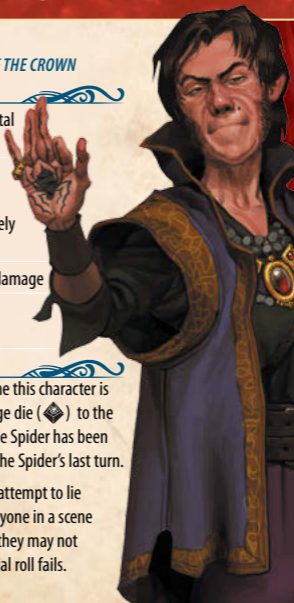 THE CROWN
tal
ely
damage
ne this character is
ge die ( ) to the
e Spider has been
he Spider's last turn.
attempt to lie
yone in a scene
they may not
al roll fails.